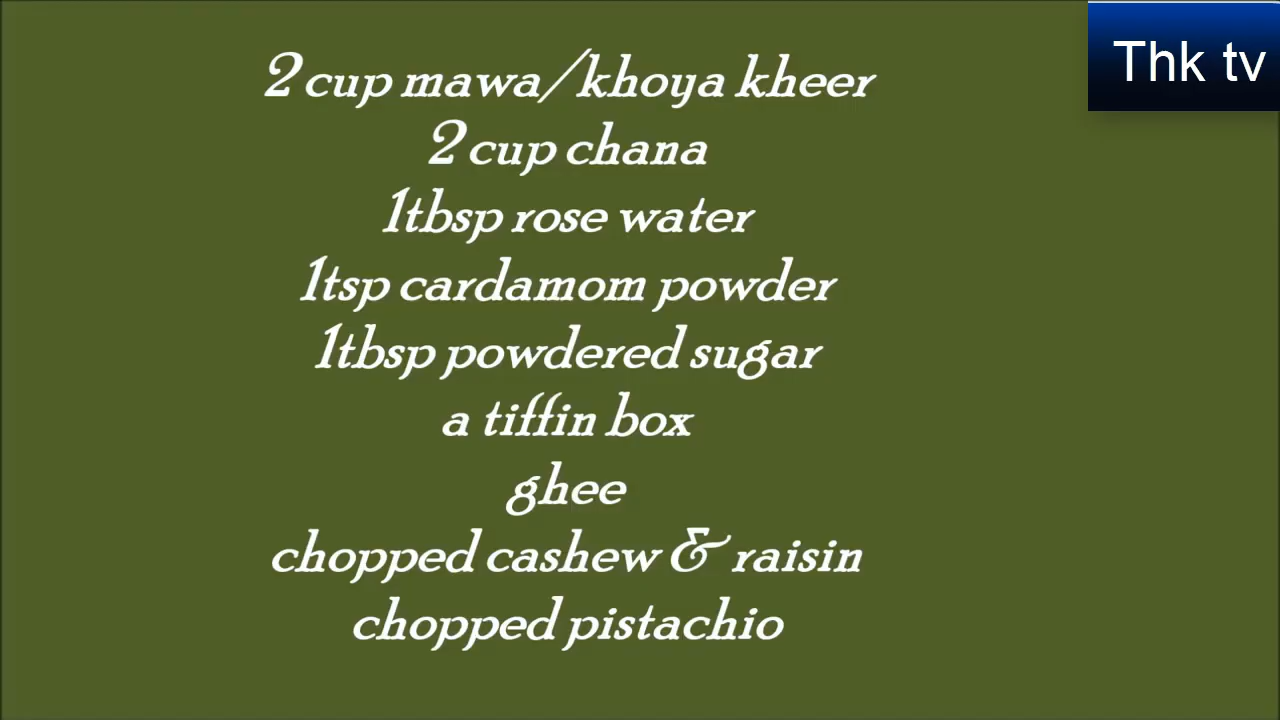 Thk tv
2 cup mawa/khoya kheer
2 cup chana
1tbsp rose water
1tsp cardamom powder
1tbsp powdered sugar
a tiffin box
ghee
chopped cashew & raisin
chopped pistachio